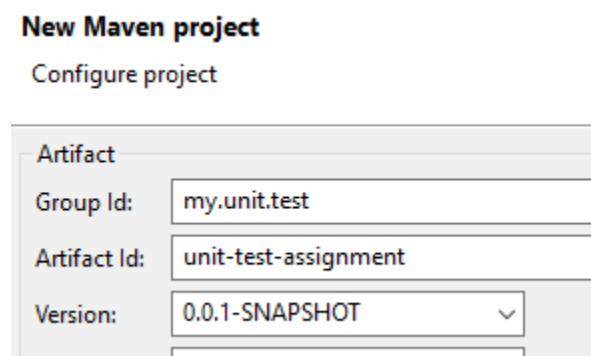 New Maven project
Configure project
Artifact
Group Id: my.unit.test
Artifact Id: unit-test-assignment
Version: 0.0.1-SNAPSHOT